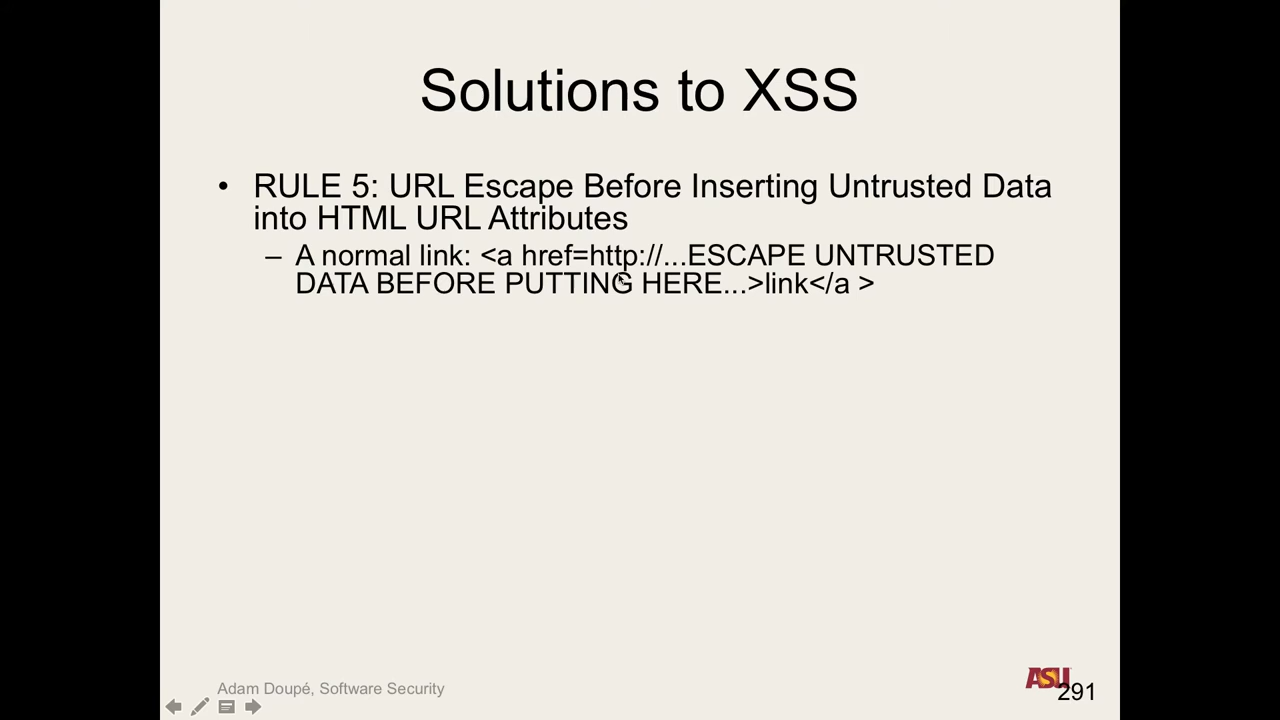 Solutions to XSS
• RULE 5: URL Escape Before Inserting Untrusted Data
into HTML URL Attributes
– A normal link: <a href=http://...ESCAPE UNTRUSTED
DATA BEFORE PUTTING HERE...>link</a >
Adam Doupé, Software Security
ASU
291